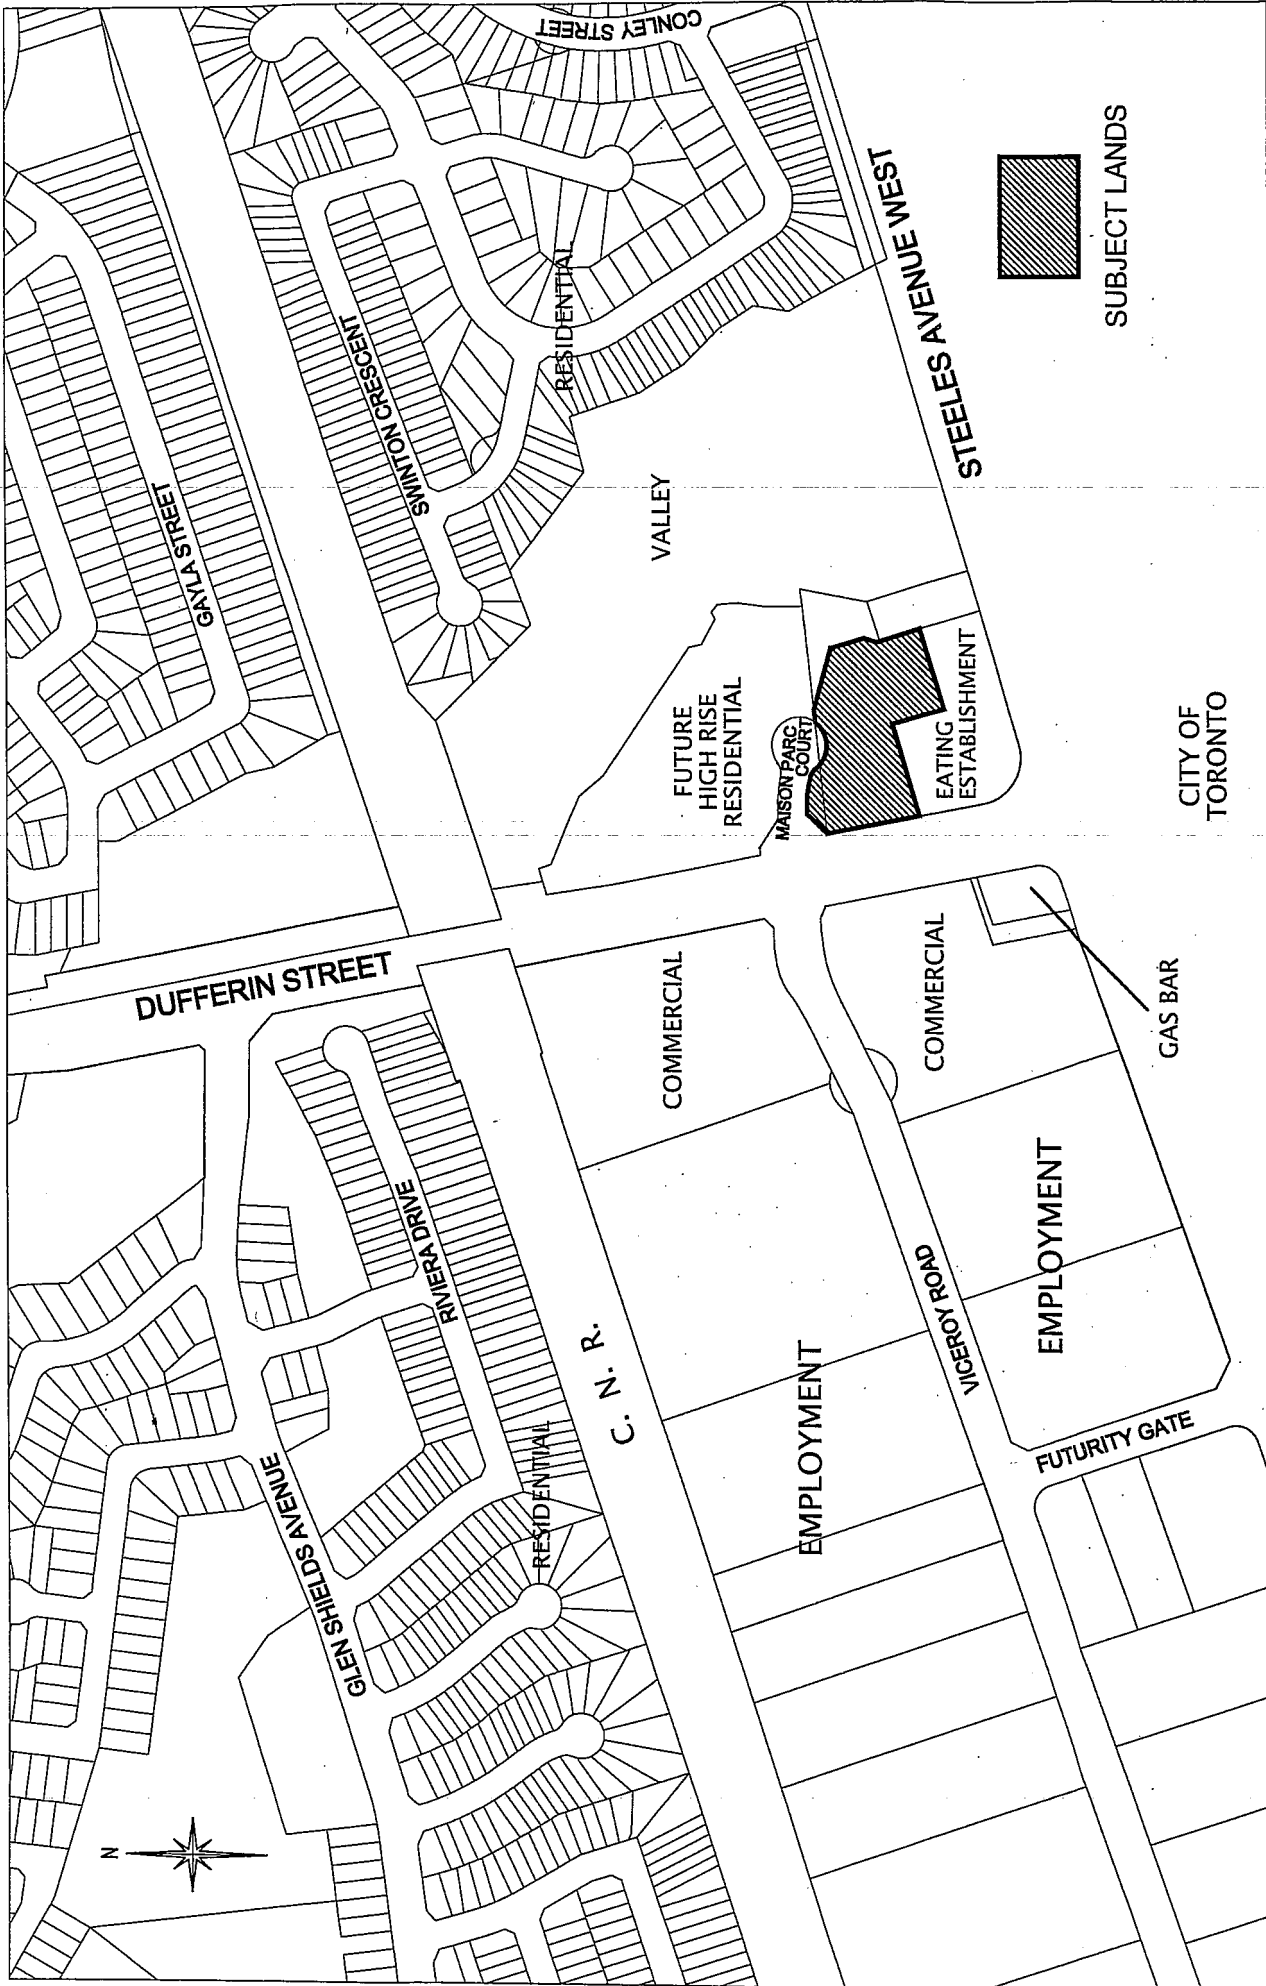 CONLEY STREET
GAYLA STREET
SWINTON CRESCENT
RESIDENTIAL
STEELES AVENUE WEST
SUBJECT LANDS
VALLEY
FUTURE
HIGH RISE
RESIDENTIAL
MAISON PARC
COURT
EATING
ESTABLISHMENT
CITY OF
TORONTO
DUFFERIN STREET
COMMERCIAL
COMMERCIAL
GAS BAR
RIVIERA DRIVE
EMPLOYMENT
VICEROY ROAD
C. N. R.
EMPLOYMENT
FUTURITY GATE
RESIDENTIAL
GLEN SHIELDS AVENUE
N